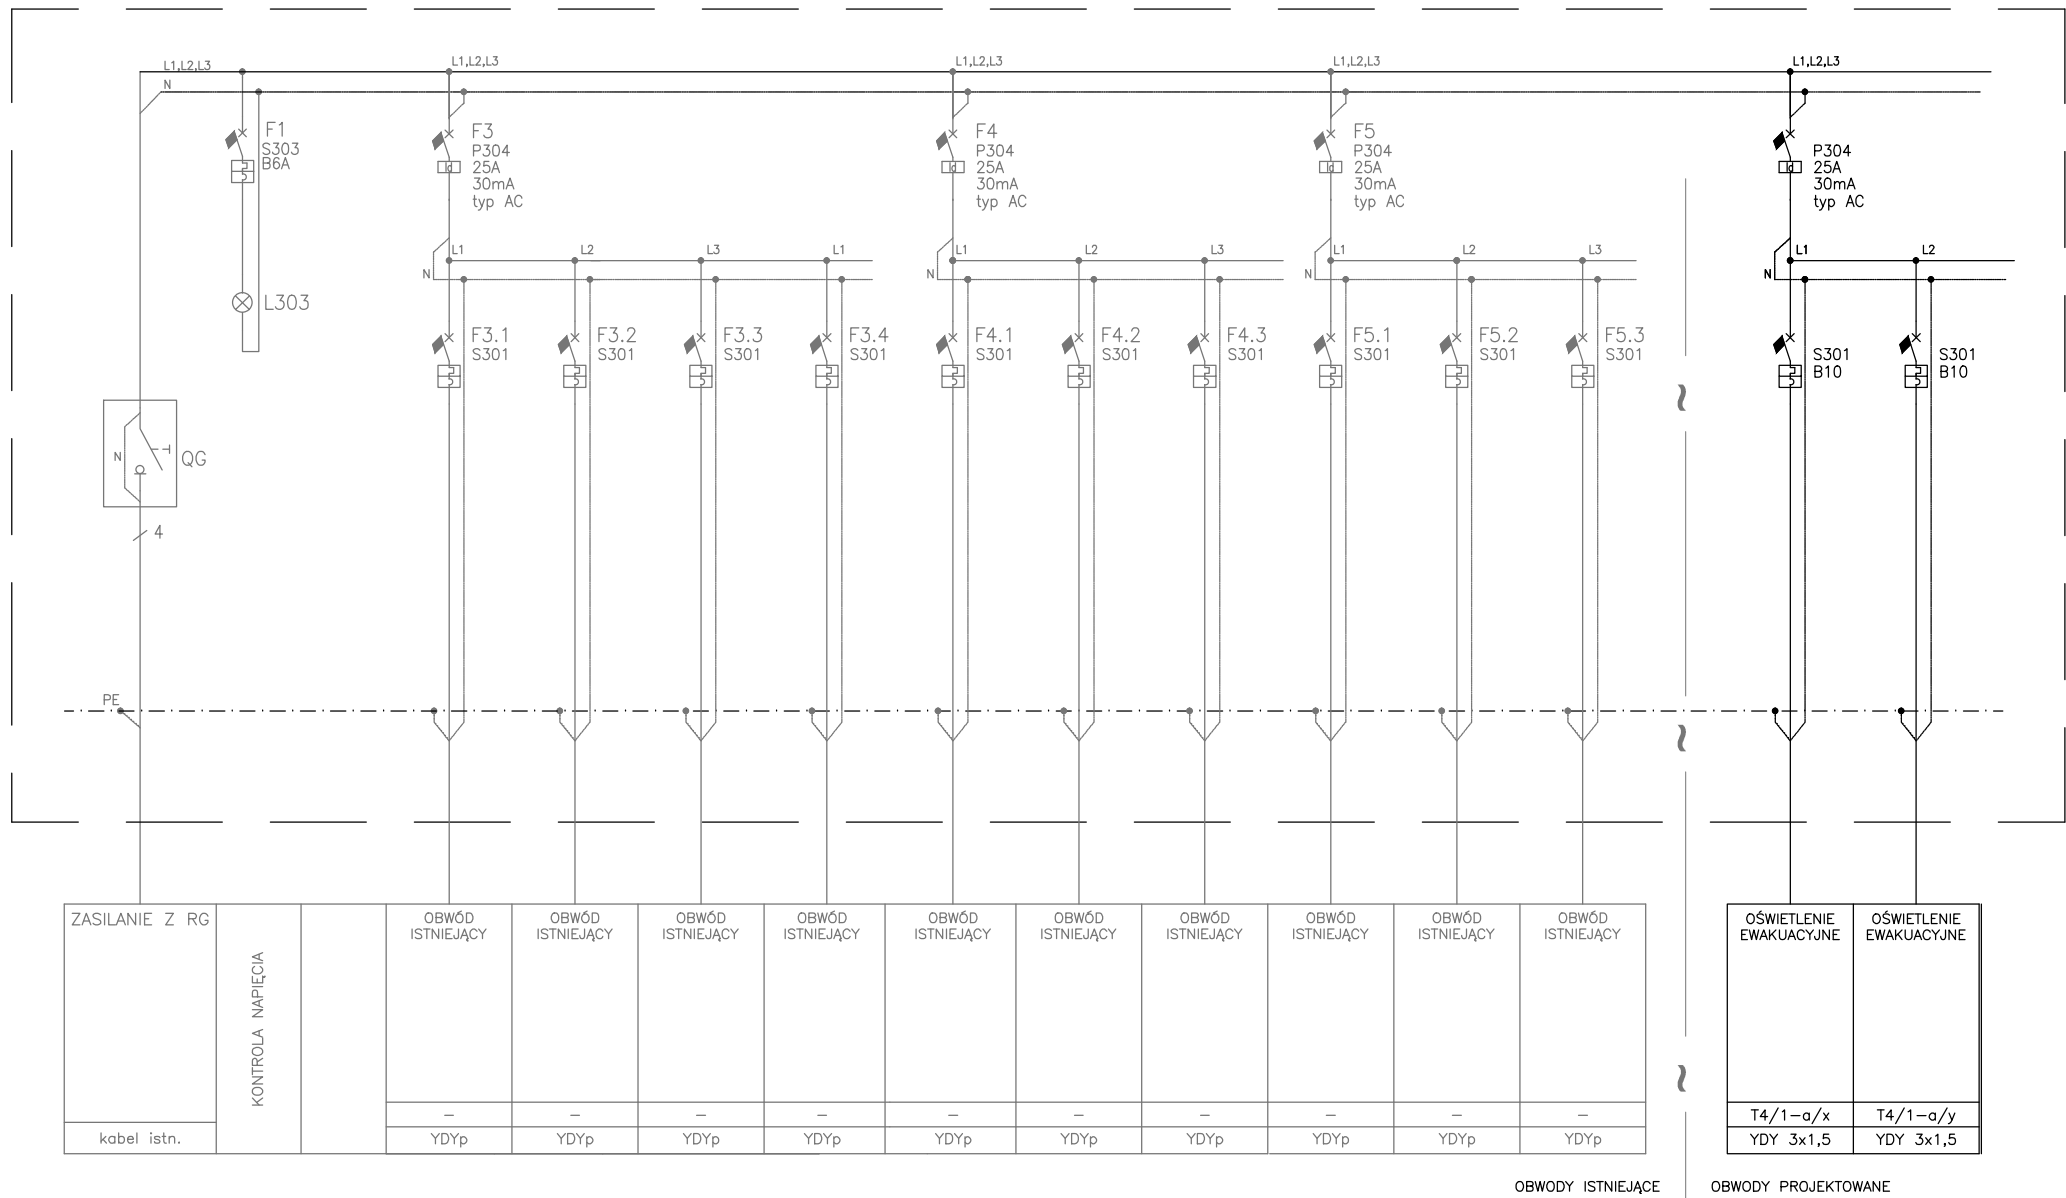 L1,L2,L3
N
L1,L2,L3
L1,L2,L3
L1,L2,L3
L1,L2,L3
F1
S303
B6A
F3
P304
25A
30mA
typ AC
F4
P304
25A
30mA
typ AC
F5
P304
25A
30mA
typ AC
P304
25A
30mA
typ AC
L1
L2
L3
L1
N
L1
L2
L3
N
L1
L2
L3
N
L1
L2
N
L303
F3.1
S301
F3.2
S301
F3.3
S301
F3.4
S301
F4.1
S301
F4.2
S301
F4.3
S301
F5.1
S301
F5.2
S301
F5.3
S301
S301
B10
S301
B10
N
QG
4
PE
ZASILANIE Z RG
kabel istn.
KONTROLA NAPIĘCIA
OBWÓD
ISTNIEJĄCY
–
YDYp
OBWÓD
ISTNIEJĄCY
–
YDYp
OBWÓD
ISTNIEJĄCY
–
YDYp
OBWÓD
ISTNIEJĄCY
–
YDYp
OBWÓD
ISTNIEJĄCY
–
YDYp
OBWÓD
ISTNIEJĄCY
–
YDYp
OBWÓD
ISTNIEJĄCY
–
YDYp
OBWÓD
ISTNIEJĄCY
–
YDYp
OBWÓD
ISTNIEJĄCY
–
YDYp
OBWÓD
ISTNIEJĄCY
–
YDYp
OŚWIETLENIE
EWAKUACYJNE
T4/1–a/x
YDY 3x1,5
OŚWIETLENIE
EWAKUACYJNE
T4/1–a/y
YDY 3x1,5
OBWODY ISTNIEJĄCE
OBWODY PROJEKTOWANE